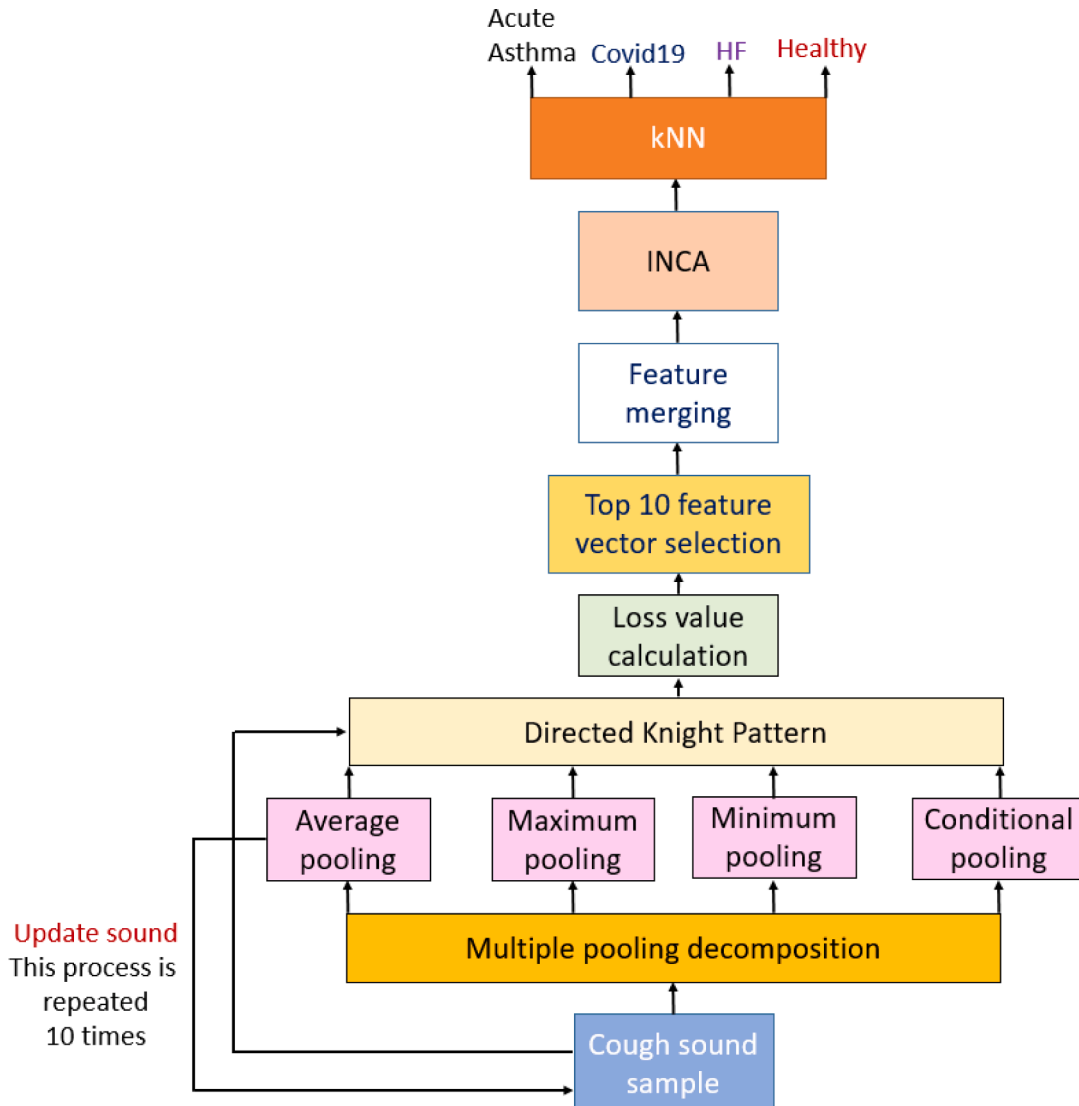 Acute
Asthma Covid19 HF Healthy
kNN
INCA
Feature
merging
Top 10 feature
vector selection
Loss value
calculation
Directed Knight Pattern
Average
pooling
Maximum
pooling
Minimum
pooling
Conditional
pooling
Update sound
This process is
repeated
10 times
Multiple pooling decomposition
Cough sound
sample